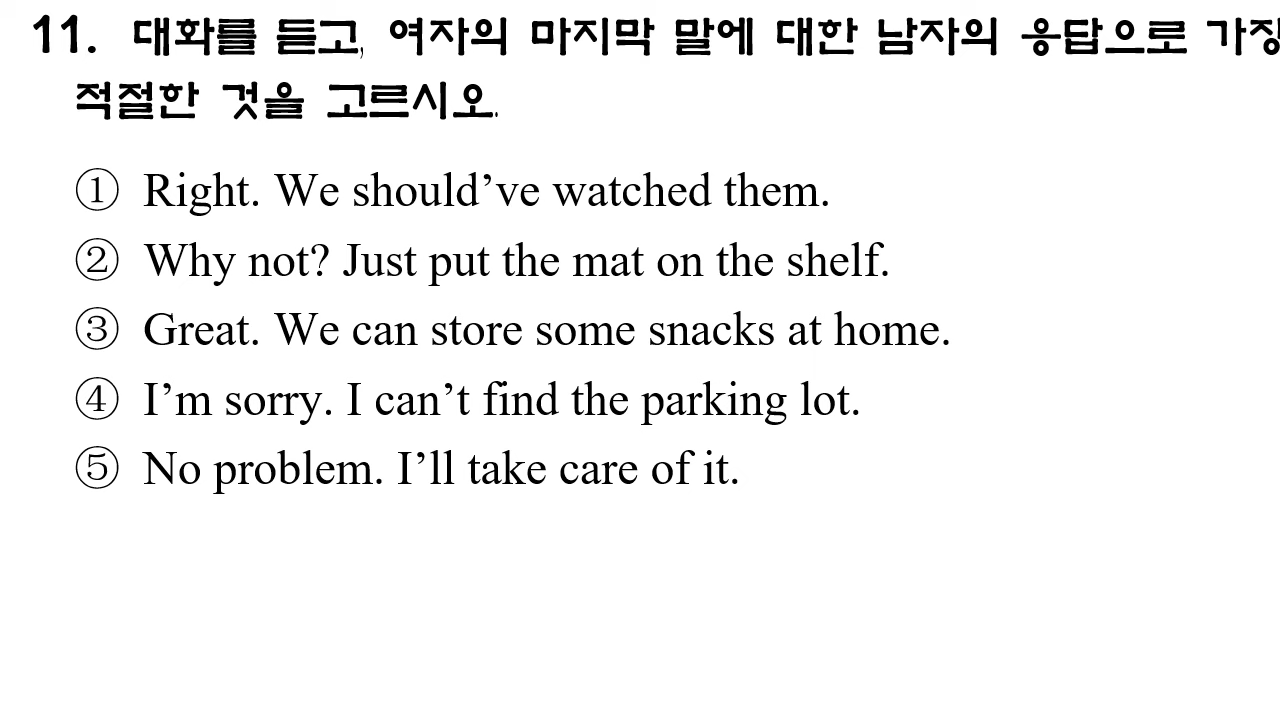 11. 대화를 듣고, 여자의 마지막 말에 대한 남자의 응답으로 가장
적절한 것을 고르시오.
① Right. We should’ve watched them.
② Why not? Just put the mat on the shelf.
③ Great. We can store some snacks at home.
④ I’m sorry. I can’t find the parking lot.
⑤ No problem. I’ll take care of it.